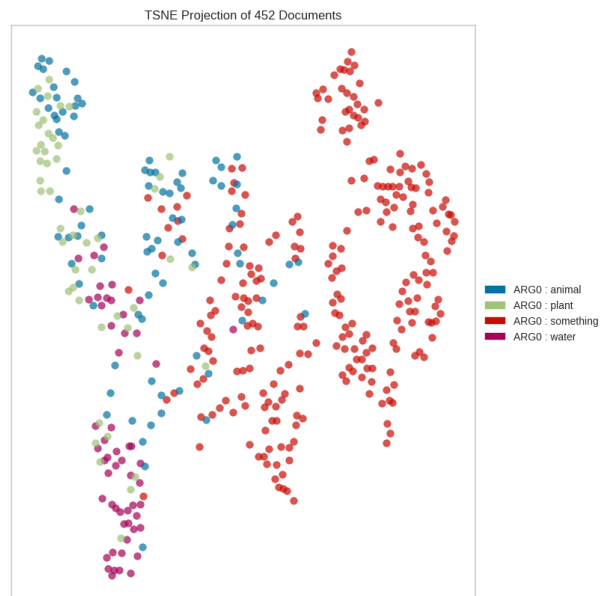 TSNE Projection of 452 Documents
ARG0 : animal
ARG0 : plant
ARG0 : something
ARG0 : water